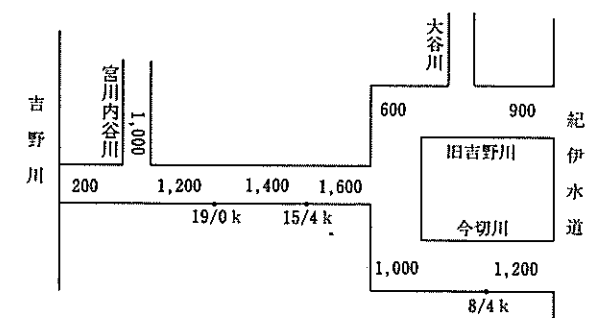 吉野川
宮川内谷川
1,000
大谷川
600
900
紀伊水道
旧吉野川
200
1,200
1,400
1,600
19/0 k
15/4 k
今切川
1,000
1,200
8/4 k